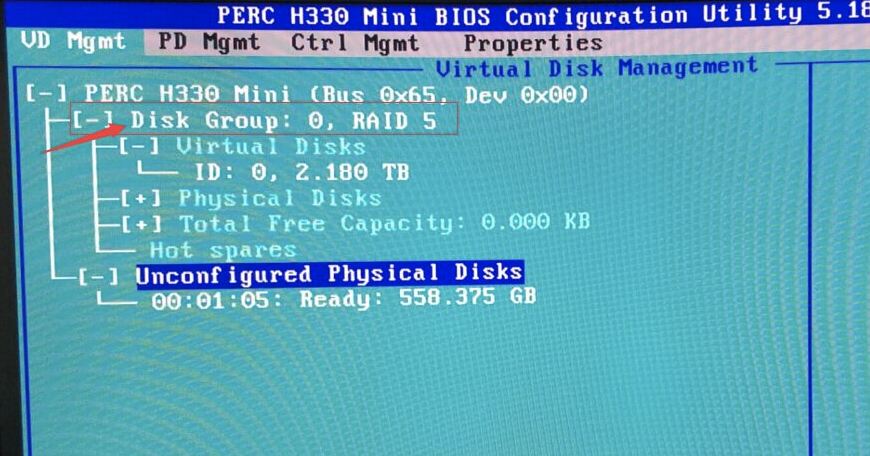 PERC H330 Mini BIOS Configuration Utility 5.18
VD Mgmt PD Mgmt Ctrl Mgmt Properties
Virtual Disk Management
[-] PERC H330 Mini (Bus 0x65, Dev 0x00)
[-] Disk Group: 0, RAID 5
[-] Virtual Disks
ID: 0, 2.180 TB
[+] Physical Disks
[+] Total Free Capacity: 0.000 KB
Hot spares
[-] Unconfigured Physical Disks
00:01:05: Ready: 558.375 GB